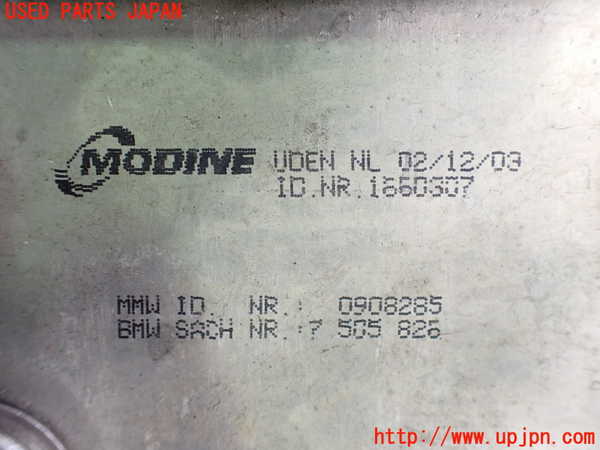 USED PARTS JAPAN
MODINE UDEN NL 02/12/03
ID.NR.1660307
MMW ID. NR.: 0908285
BMW SACH NR.:7 505 826
http://www.upjpn.com/